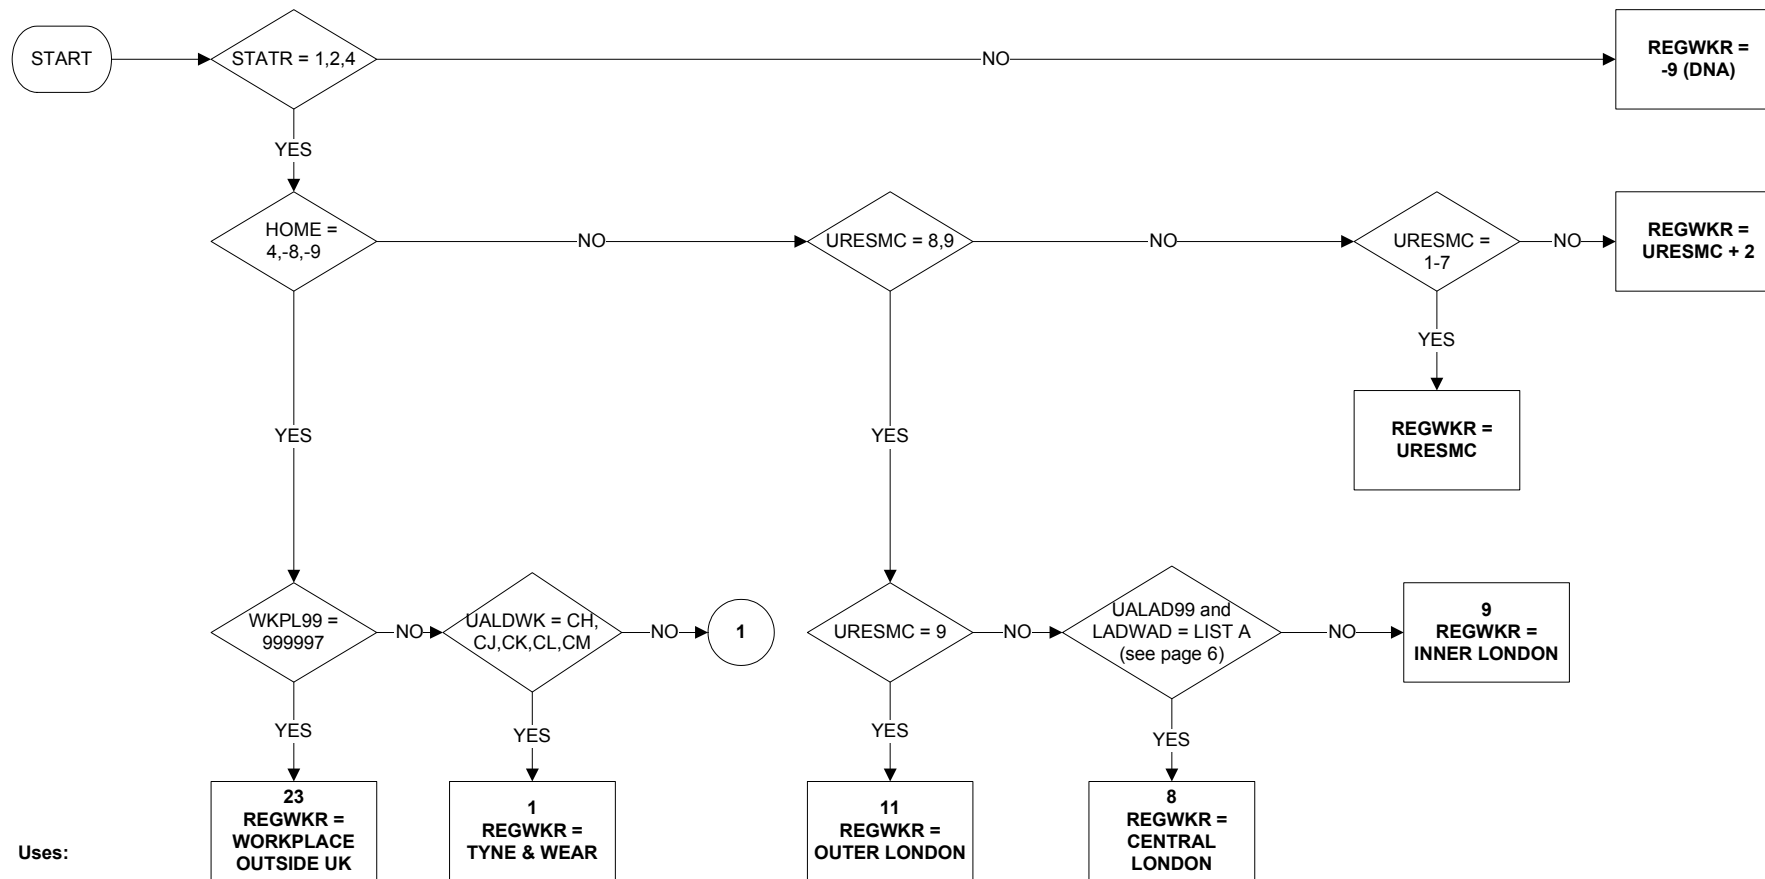 START
STATR = 1,2,4
NO
REGWKR =
-9 (DNA)
YES
HOME =
4,-8,-9
NO
URESMC = 8,9
NO
URESMC =
1-7
NO
REGWKR =
URESMC + 2
YES
REGWKR =
URESMC
YES
YES
WKPL99 =
999997
NO
UALDWK = CH,
CJ,CK,CL,CM
NO
1
URESMC = 9
NO
UALAD99 and
LADWAD = LIST A
(see page 6)
NO
9
REGWKR =
INNER LONDON
YES
YES
YES
YES
23
REGWKR =
WORKPLACE
OUTSIDE UK
1
REGWKR =
TYNE & WEAR
11
REGWKR =
OUTER LONDON
8
REGWKR =
CENTRAL
LONDON
Uses: